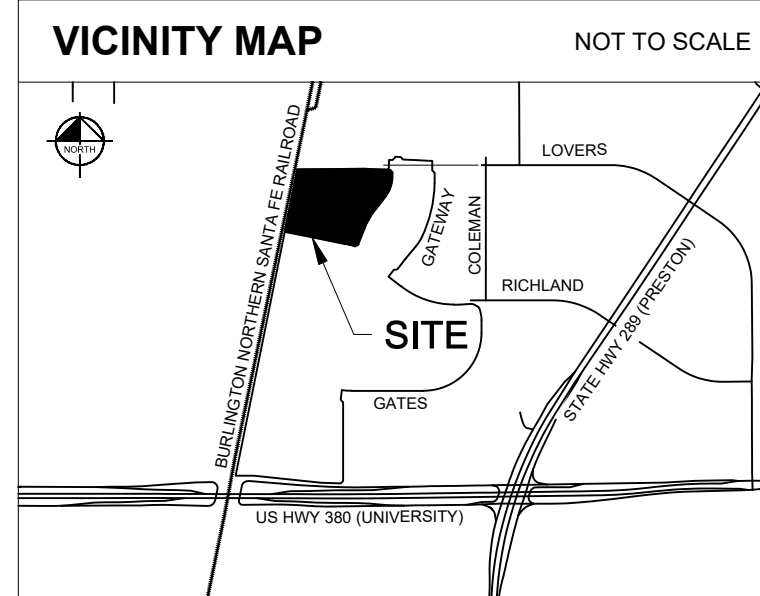 VICINITY MAP
NOT TO SCALE
NORTH
BURLINGTON NORTHERN SANTA FE RAILROAD
LOVERS
GATEWAY
COLEMAN
RICHLAND
SITE
STATE HWY 289 (PRESTON)
GATES
US HWY 380 (UNIVERSITY)